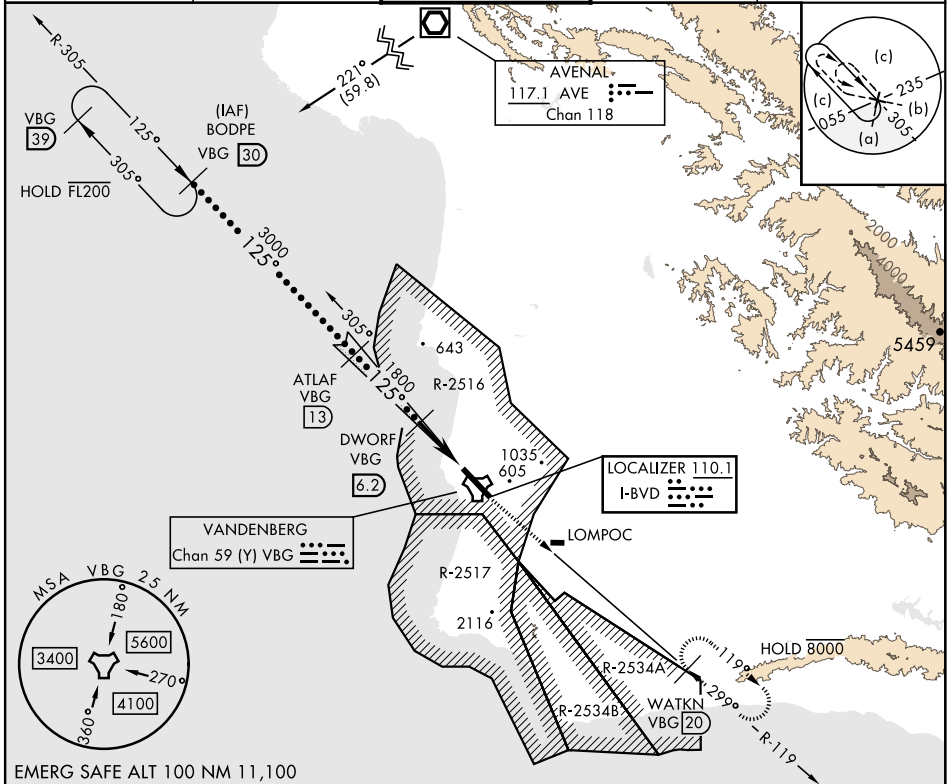 R-305
VBG
39
125°
305°
HOLD FL200
(IAF)
BODPE
VBG 30
221°
(59.8)
AVENAL
117.1 AVE
Chan 118
(c)
235
(c)
(b)
055
305
(a)
3000
125°
2000
4000
5459
305°
1800
125°
643
R-2516
ATLAF
VBG
13
DWORF
VBG
6.2
1035
605
LOCALIZER 110.1
I-BVD
VANDENBERG
Chan 59 (Y) VBG
LOMPOC
R-2517
2116
MSA VBG 25 NM
180°
5600
3400
270°
4100
360°
R-2534A
R-2534B
WATKN
VBG 20
HOLD 8000
119°
299°
R-119
EMERG SAFE ALT 100 NM 11,100